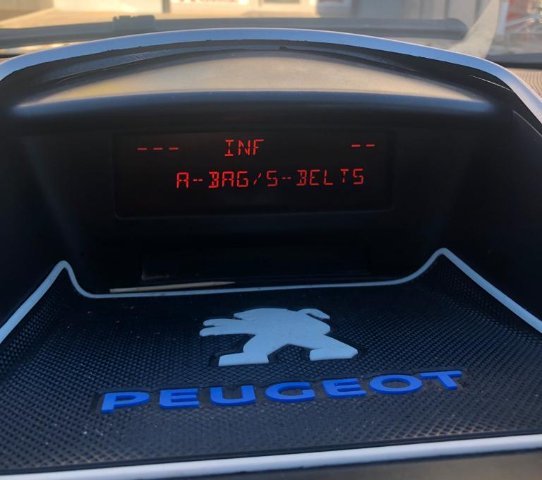 --- INF --
A-BAG/S-BELTS
PEUGEOT